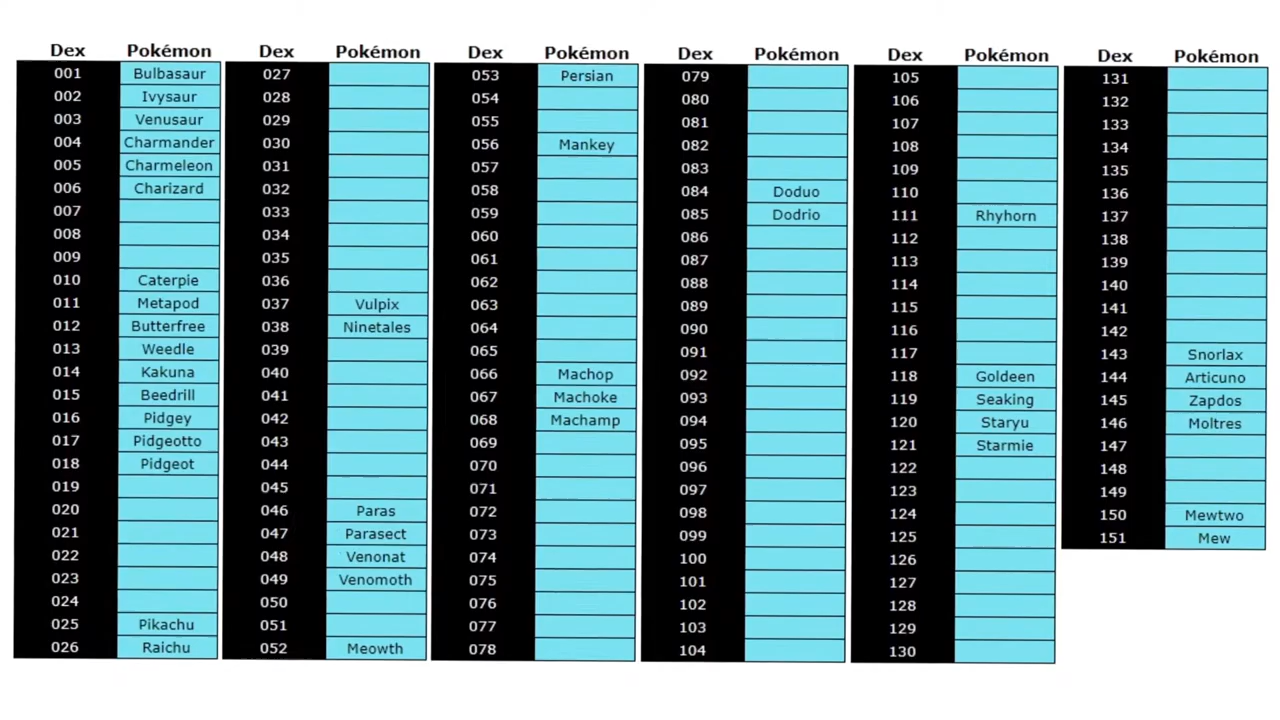 Dex Pokémon
001 Bulbasaur
002 Ivysaur
003 Venusaur
004 Charmander
005 Charmeleon
006 Charizard
007
008
009
010 Caterpie
011 Metapod
012 Butterfree
013 Weedle
014 Kakuna
015 Beedrill
016 Pidgey
017 Pidgeotto
018 Pidgeot
019
020
021
022
023
024
025 Pikachu
026 Raichu
Dex Pokémon
027
028
029
030
031
032
033
034
035
036
037 Vulpix
038 Ninetales
039
040
041
042
043
044
045
046 Paras
047 Parasect
048 Venonat
049 Venomoth
050
051
052 Meowth
Dex Pokémon
053 Persian
054
055
056 Mankey
057
058
059
060
061
062
063
064
065
066 Machop
067 Machoke
068 Machamp
069
070
071
072
073
074
075
076
077
078
Dex Pokémon
079
080
081
082
083
084 Doduo
085 Dodrio
086
087
088
089
090
091
092
093
094
095
096
097
098
099
100
101
102
103
104
Dex Pokémon
105
106
107
108
109
110
111 Rhyhorn
112
113
114
115
116
117
118 Goldeen
119 Seaking
120 Staryu
121 Starmie
122
123
124
125
126
127
128
129
130
Dex Pokémon
131
132
133
134
135
136
137
138
139
140
141
142
143 Snorlax
144 Articuno
145 Zapdos
146 Moltres
147
148
149
150 Mewtwo
151 Mew